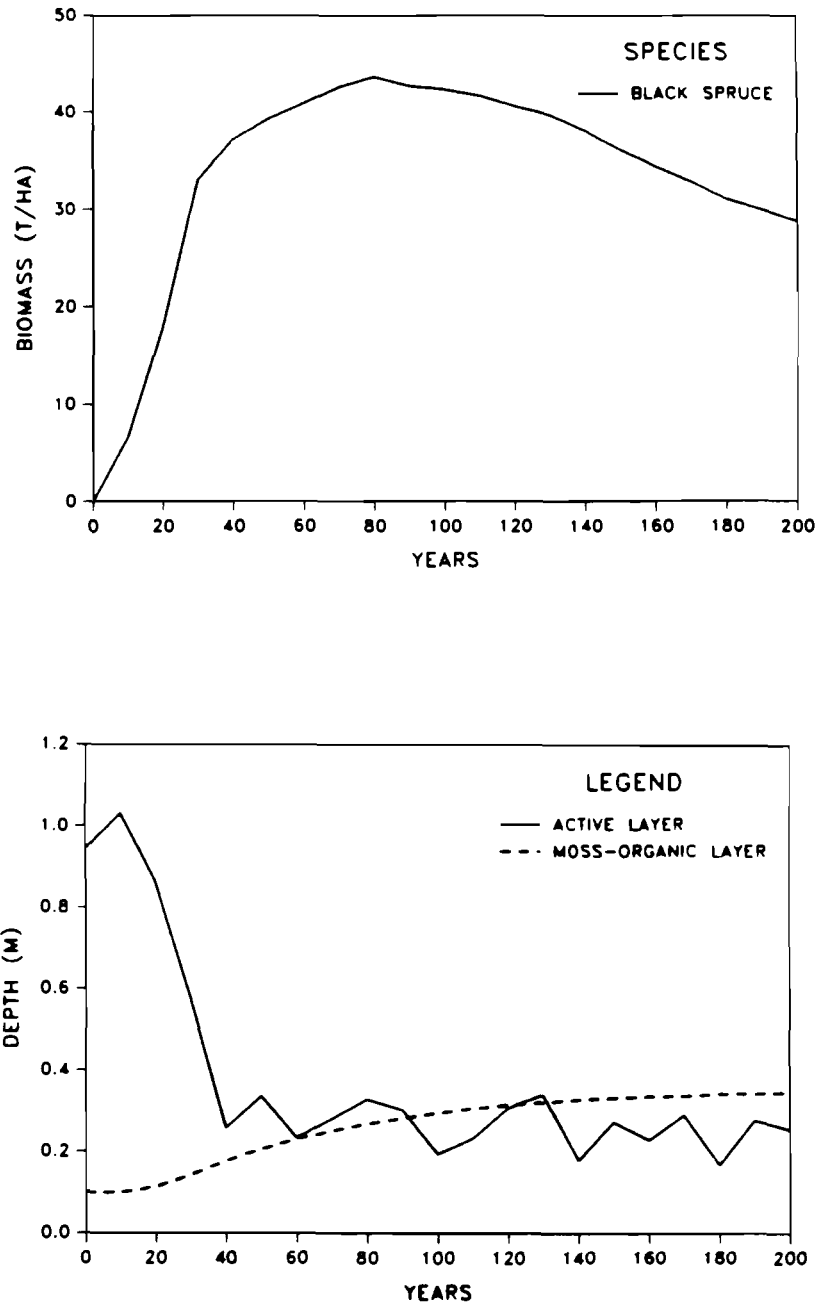 50
40
30
20
10
0
BIOMASS (T/HA)
SPECIES
BLACK SPRUCE
0 20 40 60 80 100 120 140 160 180 200
YEARS
1.2
1.0
0.8
0.6
0.4
0.2
0.0
DEPTH (M)
LEGEND
ACTIVE LAYER
MOSS-ORGANIC LAYER
0 20 40 60 80 100 120 140 160 180 200
YEARS